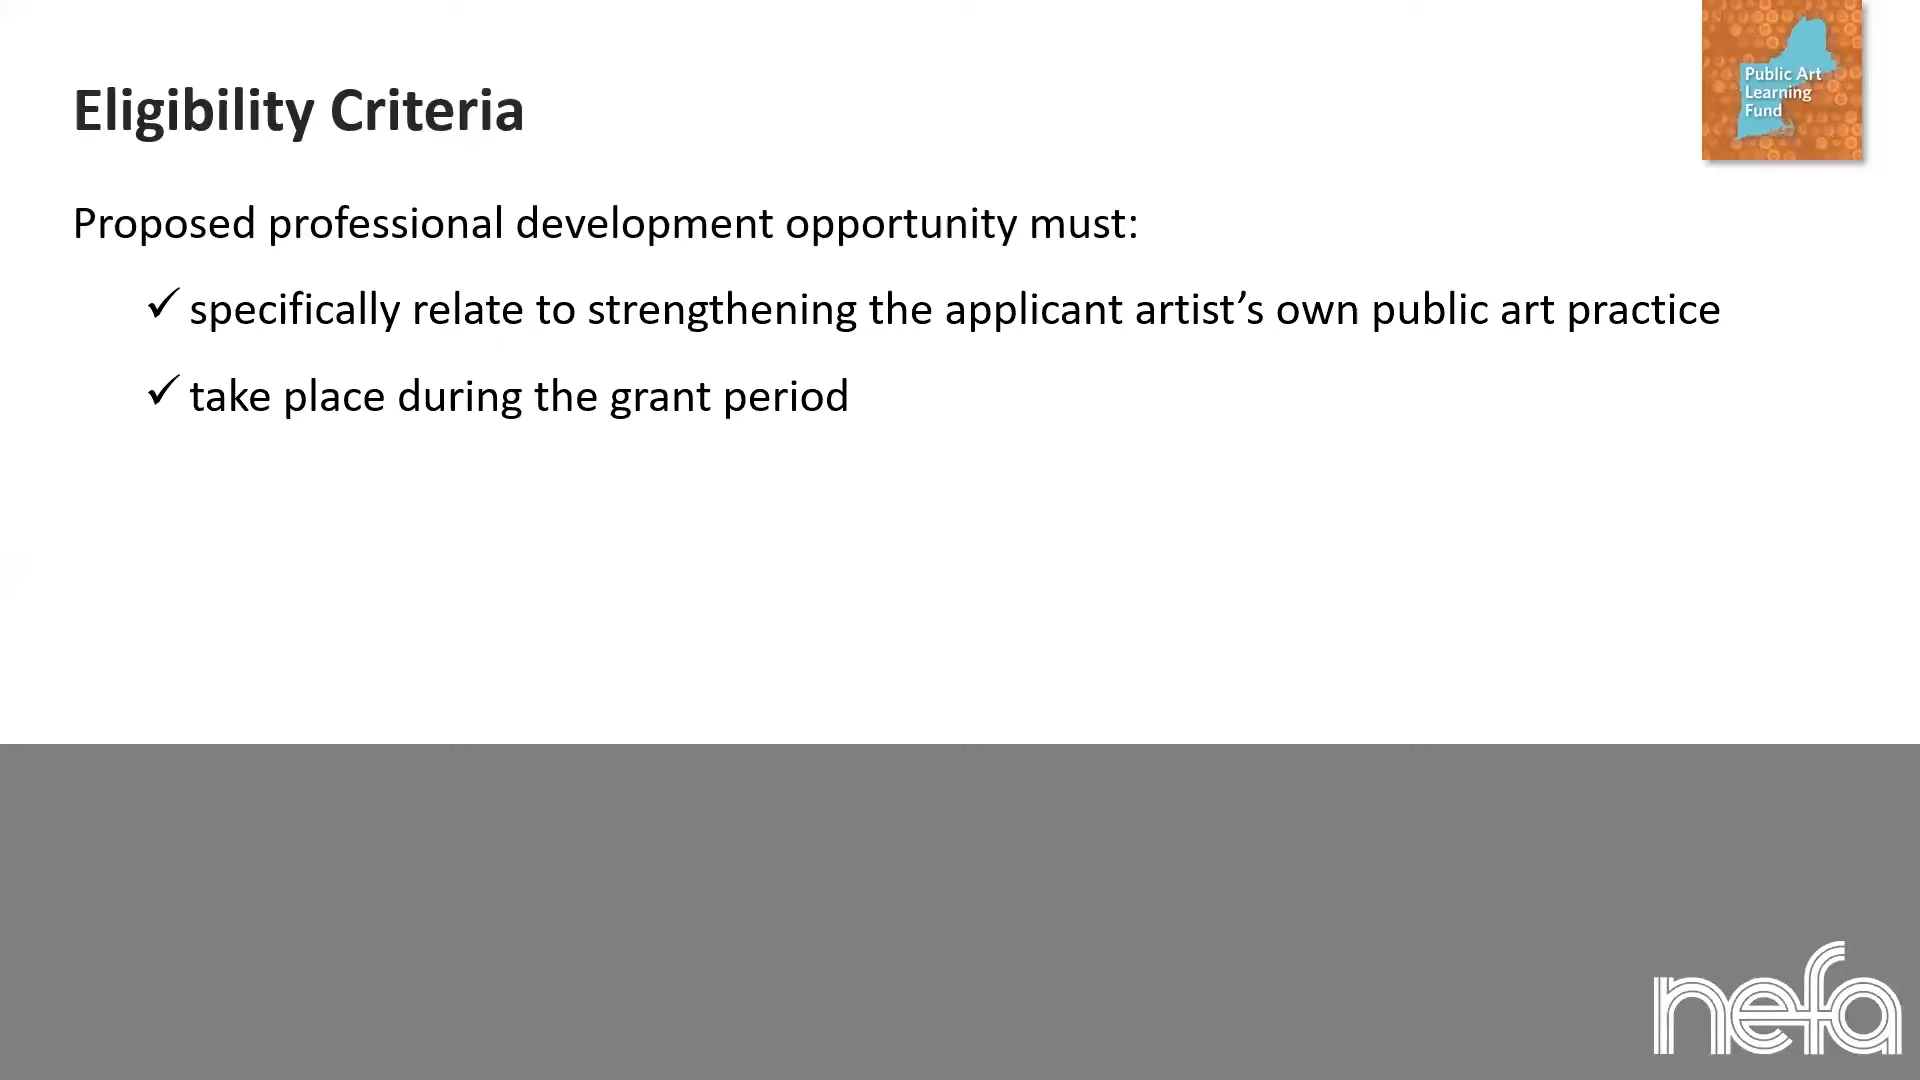 Public Art
Learning
Fund
Eligibility Criteria
Proposed professional development opportunity must:
✓ specifically relate to strengthening the applicant artist’s own public art practice
✓ take place during the grant period
nefa